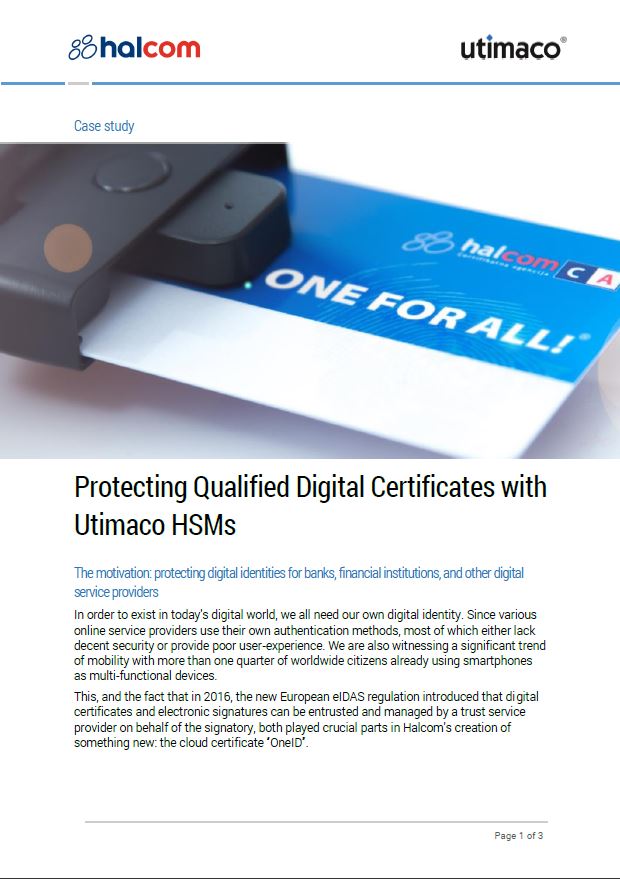 halcom
utimaco®
Case study
halcom
certifikatna agencija
C A
ONE FOR ALL!®
Protecting Qualified Digital Certificates with
Utimaco HSMs
The motivation: protecting digital identities for banks, financial institutions, and other digital
service providers
In order to exist in today's digital world, we all need our own digital identity. Since various
online service providers use their own authentication methods, most of which either lack
decent security or provide poor user-experience. We are also witnessing a significant trend
of mobility with more than one quarter of worldwide citizens already using smartphones
as multi-functional devices.
This, and the fact that in 2016, the new European eIDAS regulation introduced that digital
certificates and electronic signatures can be entrusted and managed by a trust service
provider on behalf of the signatory, both played crucial parts in Halcom's creation of
something new: the cloud certificate "OneID".
Page 1 of 3